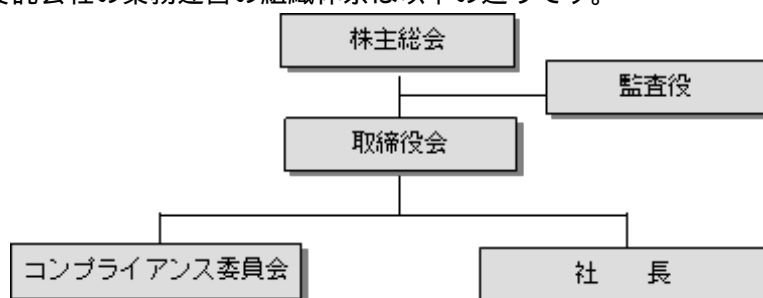 委託会社の業務運営の組織体系は以下の通りです。
株主総会
監査役
取締役会
コンプライアンス委員会
社　長